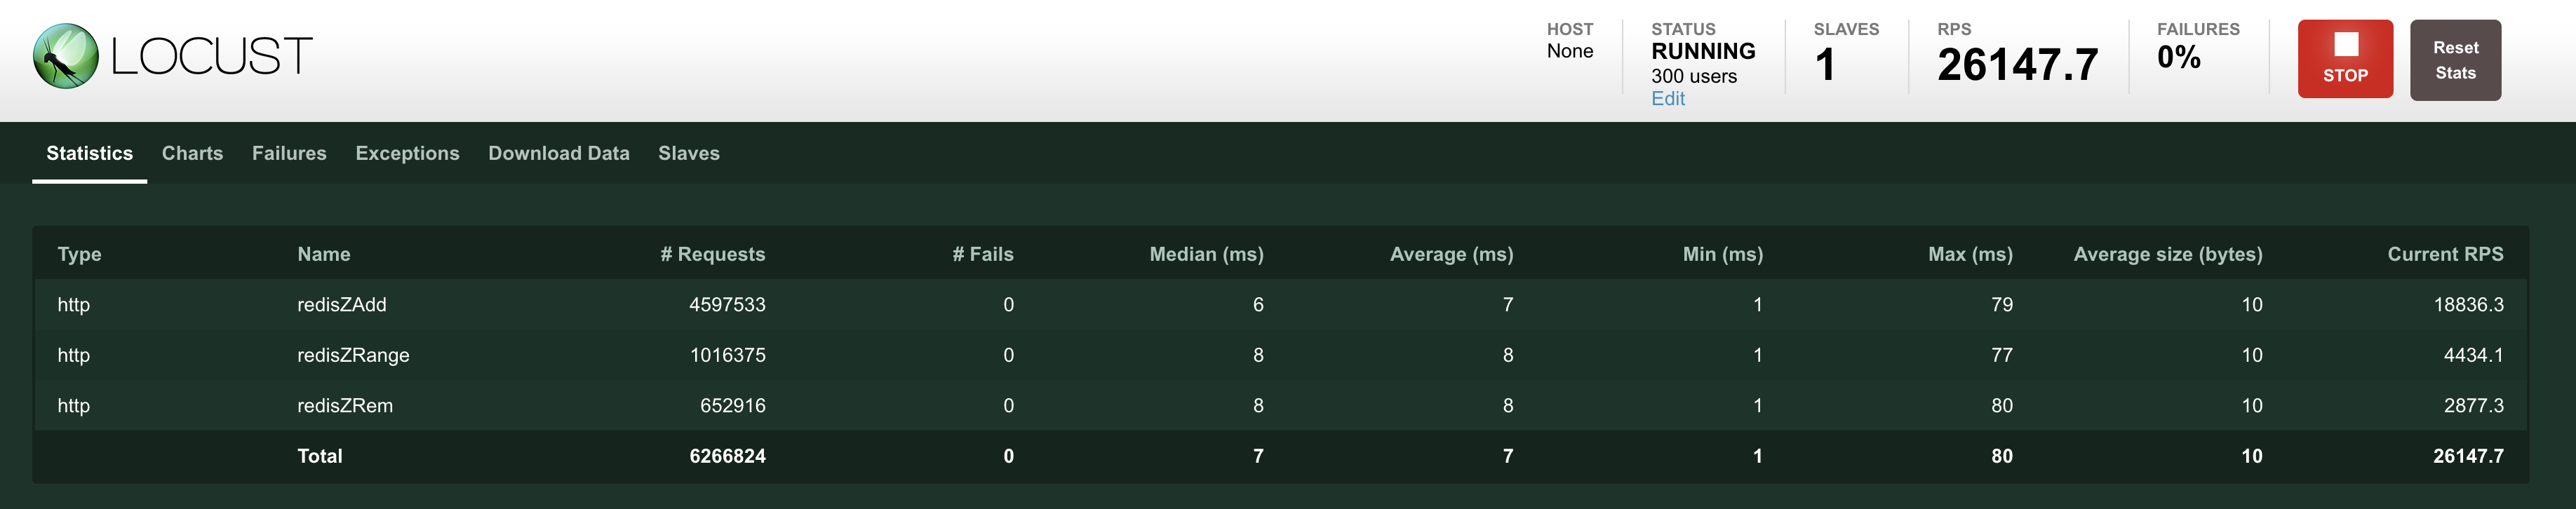 LOCUST
HOST
None
STATUS
RUNNING
300 users
Edit
SLAVES
1
RPS
26147.7
FAILURES
0%
STOP
Reset
Stats
Statistics Charts Failures Exceptions Download Data Slaves
Type Name # Requests # Fails Median (ms) Average (ms) Min (ms) Max (ms) Average size (bytes) Current RPS
http redisZAdd 4597533 0 6 7 1 79 10 18836.3
http redisZRange 1016375 0 8 8 1 77 10 4434.1
http redisZRem 652916 0 8 8 1 80 10 2877.3
Total 6266824 0 7 7 1 80 10 26147.7